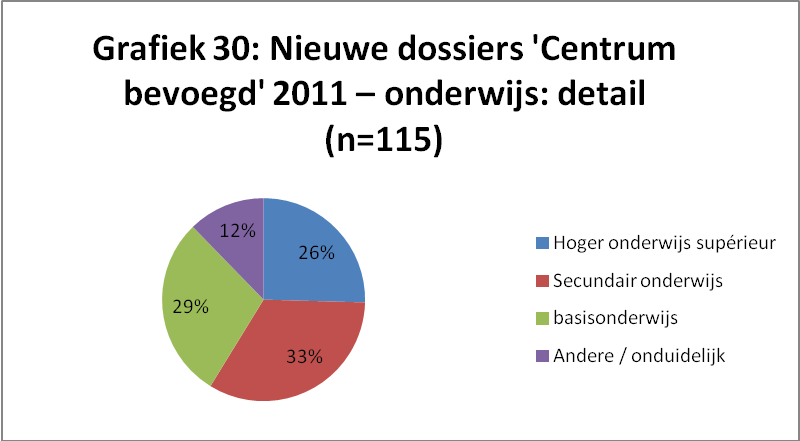 Grafiek 30: Nieuwe dossiers 'Centrum
bevoegd' 2011 – onderwijs: detail
(n=115)
12%
26%
29%
33%
Hoger onderwijs supérieur
Secundair onderwijs
basisonderwijs
Andere / onduidelijk